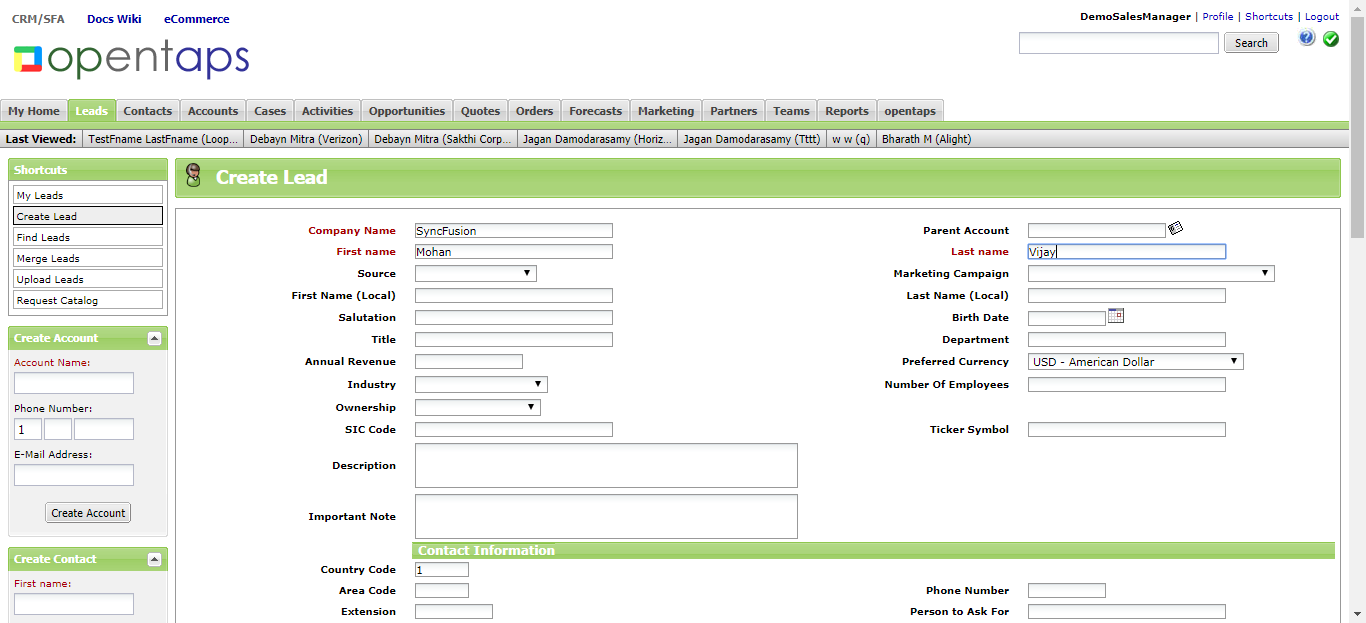 CRM/SFA Docs Wiki eCommerce
DemoSalesManager | Profile | Shortcuts | Logout
opentaps
Search
My Home Leads Contacts Accounts Cases Activities Opportunities Quotes Orders Forecasts Marketing Partners Teams Reports opentaps
Last Viewed: TestFname LastFname (Loop... Debayn Mitra (Verizon) Debayn Mitra (Sakthi Corp... Jagan Damodarasamy (Horiz... Jagan Damodarasamy (Tttt) w w (q) Bharath M (Alight)
Shortcuts
My Leads
Create Lead
Find Leads
Merge Leads
Upload Leads
Request Catalog
Create Account
Account Name:
Phone Number:
1
E-Mail Address:
Create Account
Create Contact
First name:
Create Lead
Company Name SyncFusion Parent Account
First name Mohan Last name Vijay
Source Marketing Campaign
First Name (Local) Last Name (Local)
Salutation Birth Date
Title Department
Annual Revenue Preferred Currency USD - American Dollar
Industry Number Of Employees
Ownership
SIC Code Ticker Symbol
Description
Important Note
Contact Information
Country Code 1
Area Code Phone Number
Extension Person to Ask For